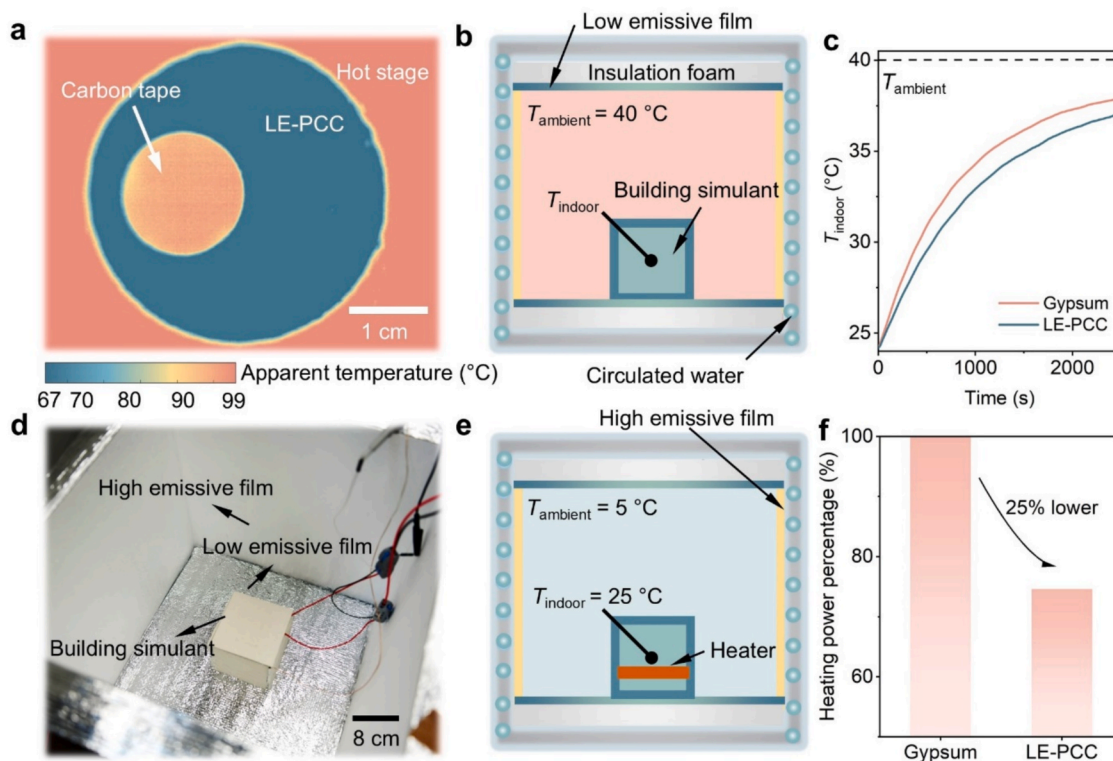 a
Hot stage
Carbon tape
LE-PCC
1 cm
67 70 80 90 99
Apparent temperature (°C)
b
Low emissive film
Insulation foam
T_ambient = 40 °C
Building simulant
T_indoor
Circulated water
c
40
35
30
25
T_indoor (°C)
T_ambient
Gypsum
LE-PCC
0 1000 2000
Time (s)
d
High emissive film
Low emissive film
Building simulant
8 cm
e
High emissive film
T_ambient = 5 °C
T_indoor = 25 °C
Heater
f
100
80
60
Heating power percentage (%)
25% lower
Gypsum LE-PCC